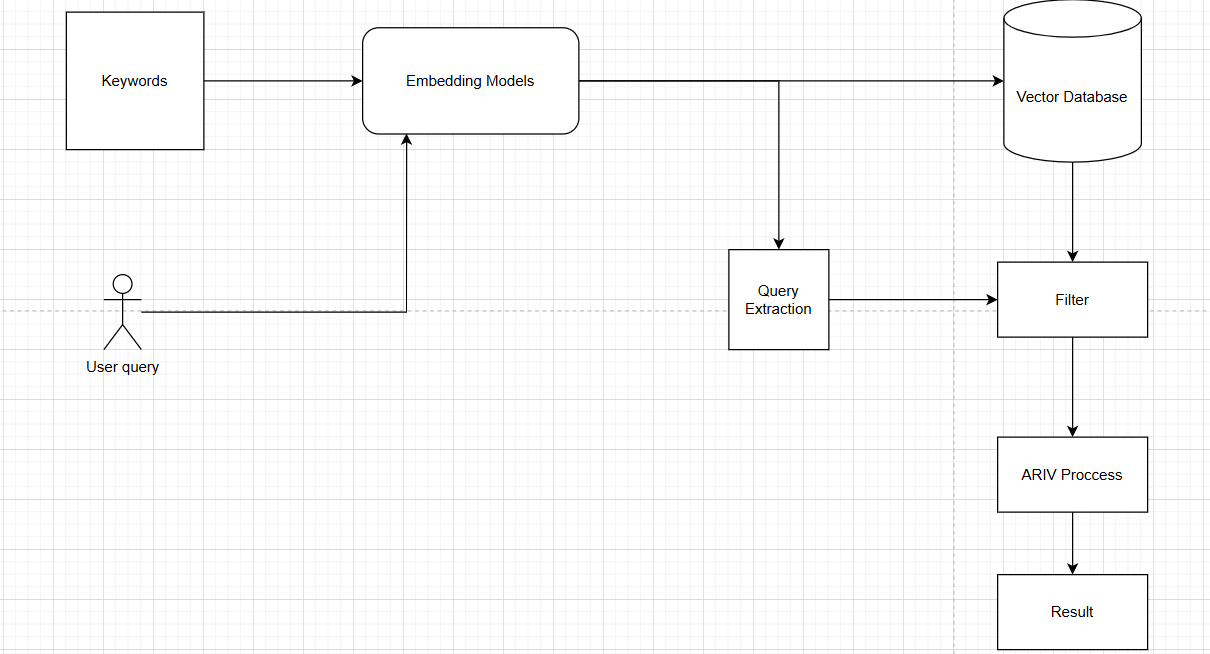 Keywords
Embedding Models
Vector Database
Query
Extraction
Filter
User query
ARIV Proccess
Result